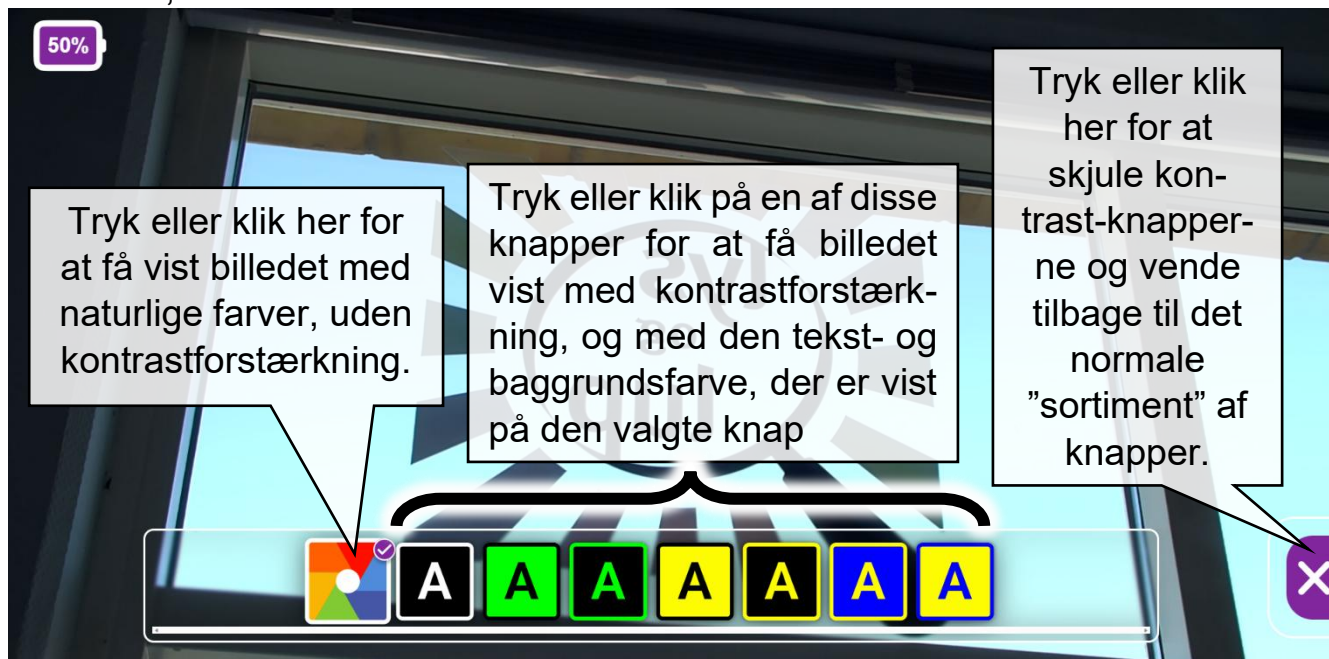 50%
Tryk eller klik her for
at få vist billedet med
naturlige farver, uden
kontrastforstærkning.
Tryk eller klik på en af disse
knapper for at få billedet
vist med kontrastforstærk-
ning, og med den tekst- og
baggrundsfarve, der er vist
på den valgte knap
Tryk eller klik
her for at
skjule kon-
trast-knapper-
ne og vende
tilbage til det
normale
”sortiment” af
knapper.
lys
og
A A A A A A A